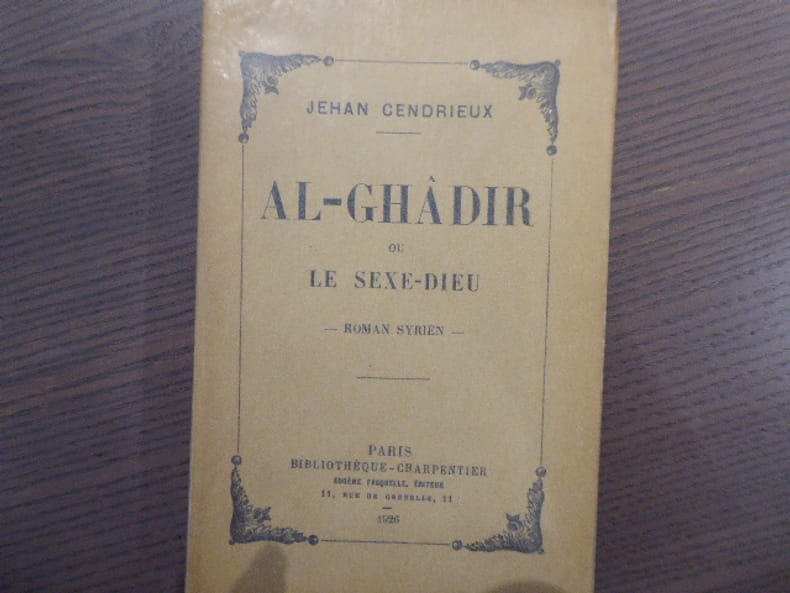 JEHAN CENDRIEUX
AL-GHÂDIR
OU
LE SEXE-DIEU
— ROMAN SYRIEN —
PARIS
BIBLIOTHÈQUE-CHARPENTIER
EUGÈNE FASQUELLE, ÉDITEUR
11, RUE DE GRENELLE, 11
1926